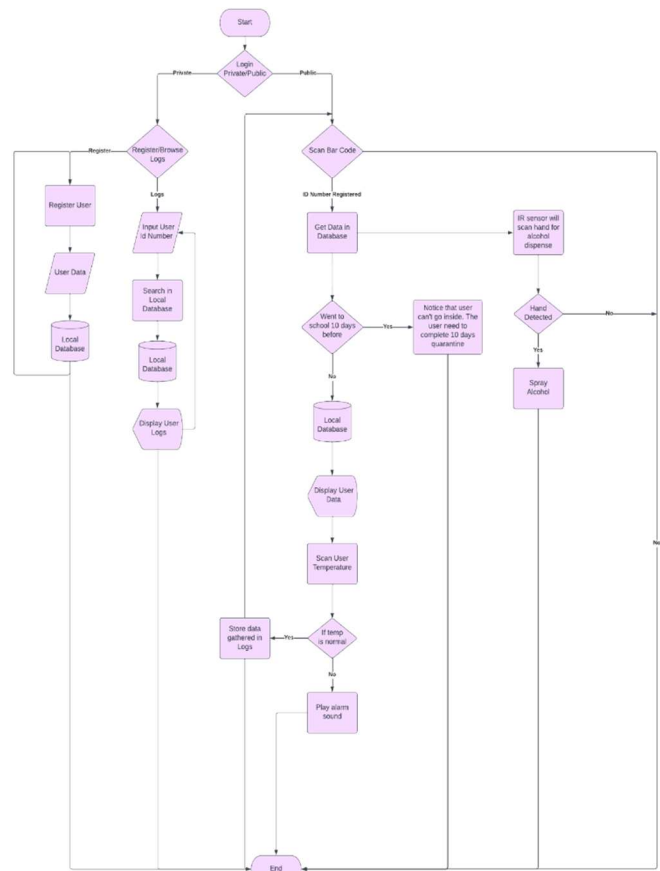 Start
Login
Private/Public
Private
Public
Register/Browse
Logs
Scan Bar Code
Register
Logs
ID Number Registered
Register User
Input User
Id Number
Get Data in
Database
IR sensor will
scan hand for
alcohol
dispense
User Data
Search in
Local
Database
Went to
school 10 days
before
Yes
Notice that user
can't go inside. The
user need to
complete 10 days
quarantine
Hand
Detected
No
Yes
Local
Database
Local
Database
No
Spray
Alcohol
Display User
Logs
Local
Database
Display User
Data
No
Scan User
Temperature
Store data
gathered in
Logs
Yes
If temp
is normal
No
Play alarm
sound
End